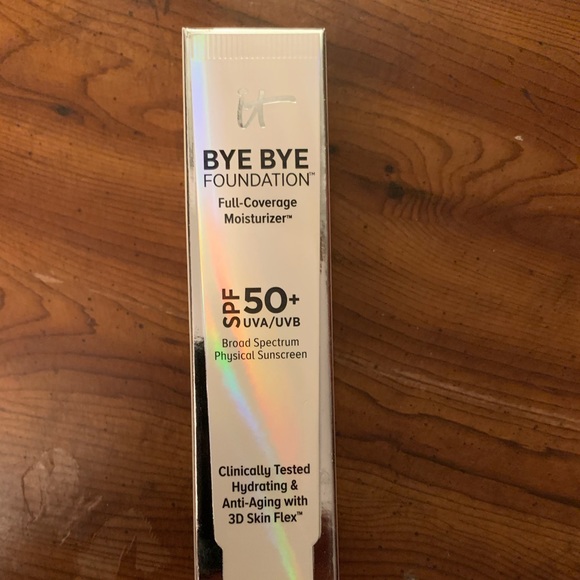 it
BYE BYE
FOUNDATION™
Full-Coverage
Moisturizer™
SPF 50+
UVA/UVB
Broad Spectrum
Physical Sunscreen
Clinically Tested
Hydrating &
Anti-Aging with
3D Skin Flex™